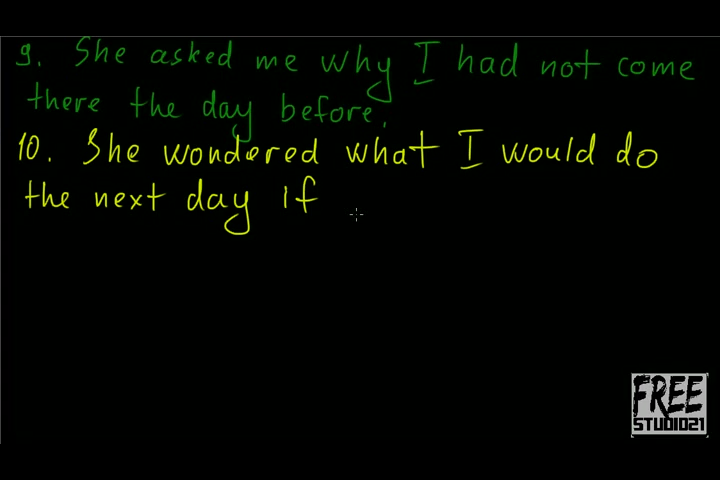 9. She asked me why I had not come
there the day before.
10. She wondered what I would do
the next day if
FREE
STUDIO21